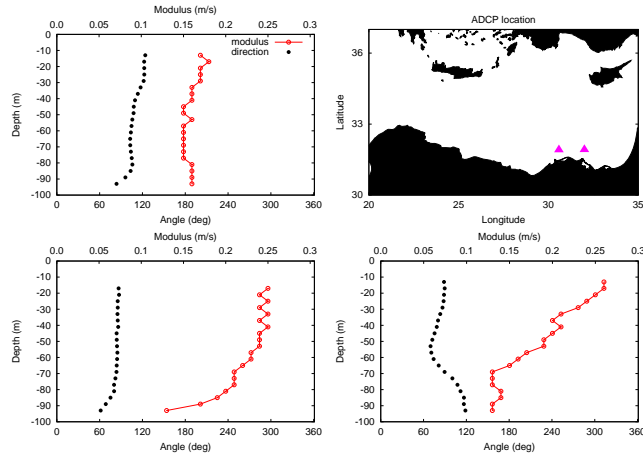 Modulus (m/s)
0.0 0.05 0.1 0.15 0.2 0.25 0.3
modulus
direction
0
-10
-20
-30
-40
-50
-60
-70
-80
-90
-100
Depth (m)
0 60 120 180 240 300 360
Angle (deg)
ADCP location
36
33
30
Latitude
20 25 30 35
Longitude
Modulus (m/s)
0.0 0.05 0.1 0.15 0.2 0.25 0.3
0
-10
-20
-30
-40
-50
-60
-70
-80
-90
-100
Depth (m)
0 60 120 180 240 300 360
Angle (deg)
Modulus (m/s)
0.0 0.05 0.1 0.15 0.2 0.26 0.3
0
-10
-20
-30
-40
-50
-60
-70
-80
-90
-100
Depth (m)
0 60 120 180 240 300 360
Angle (deg)